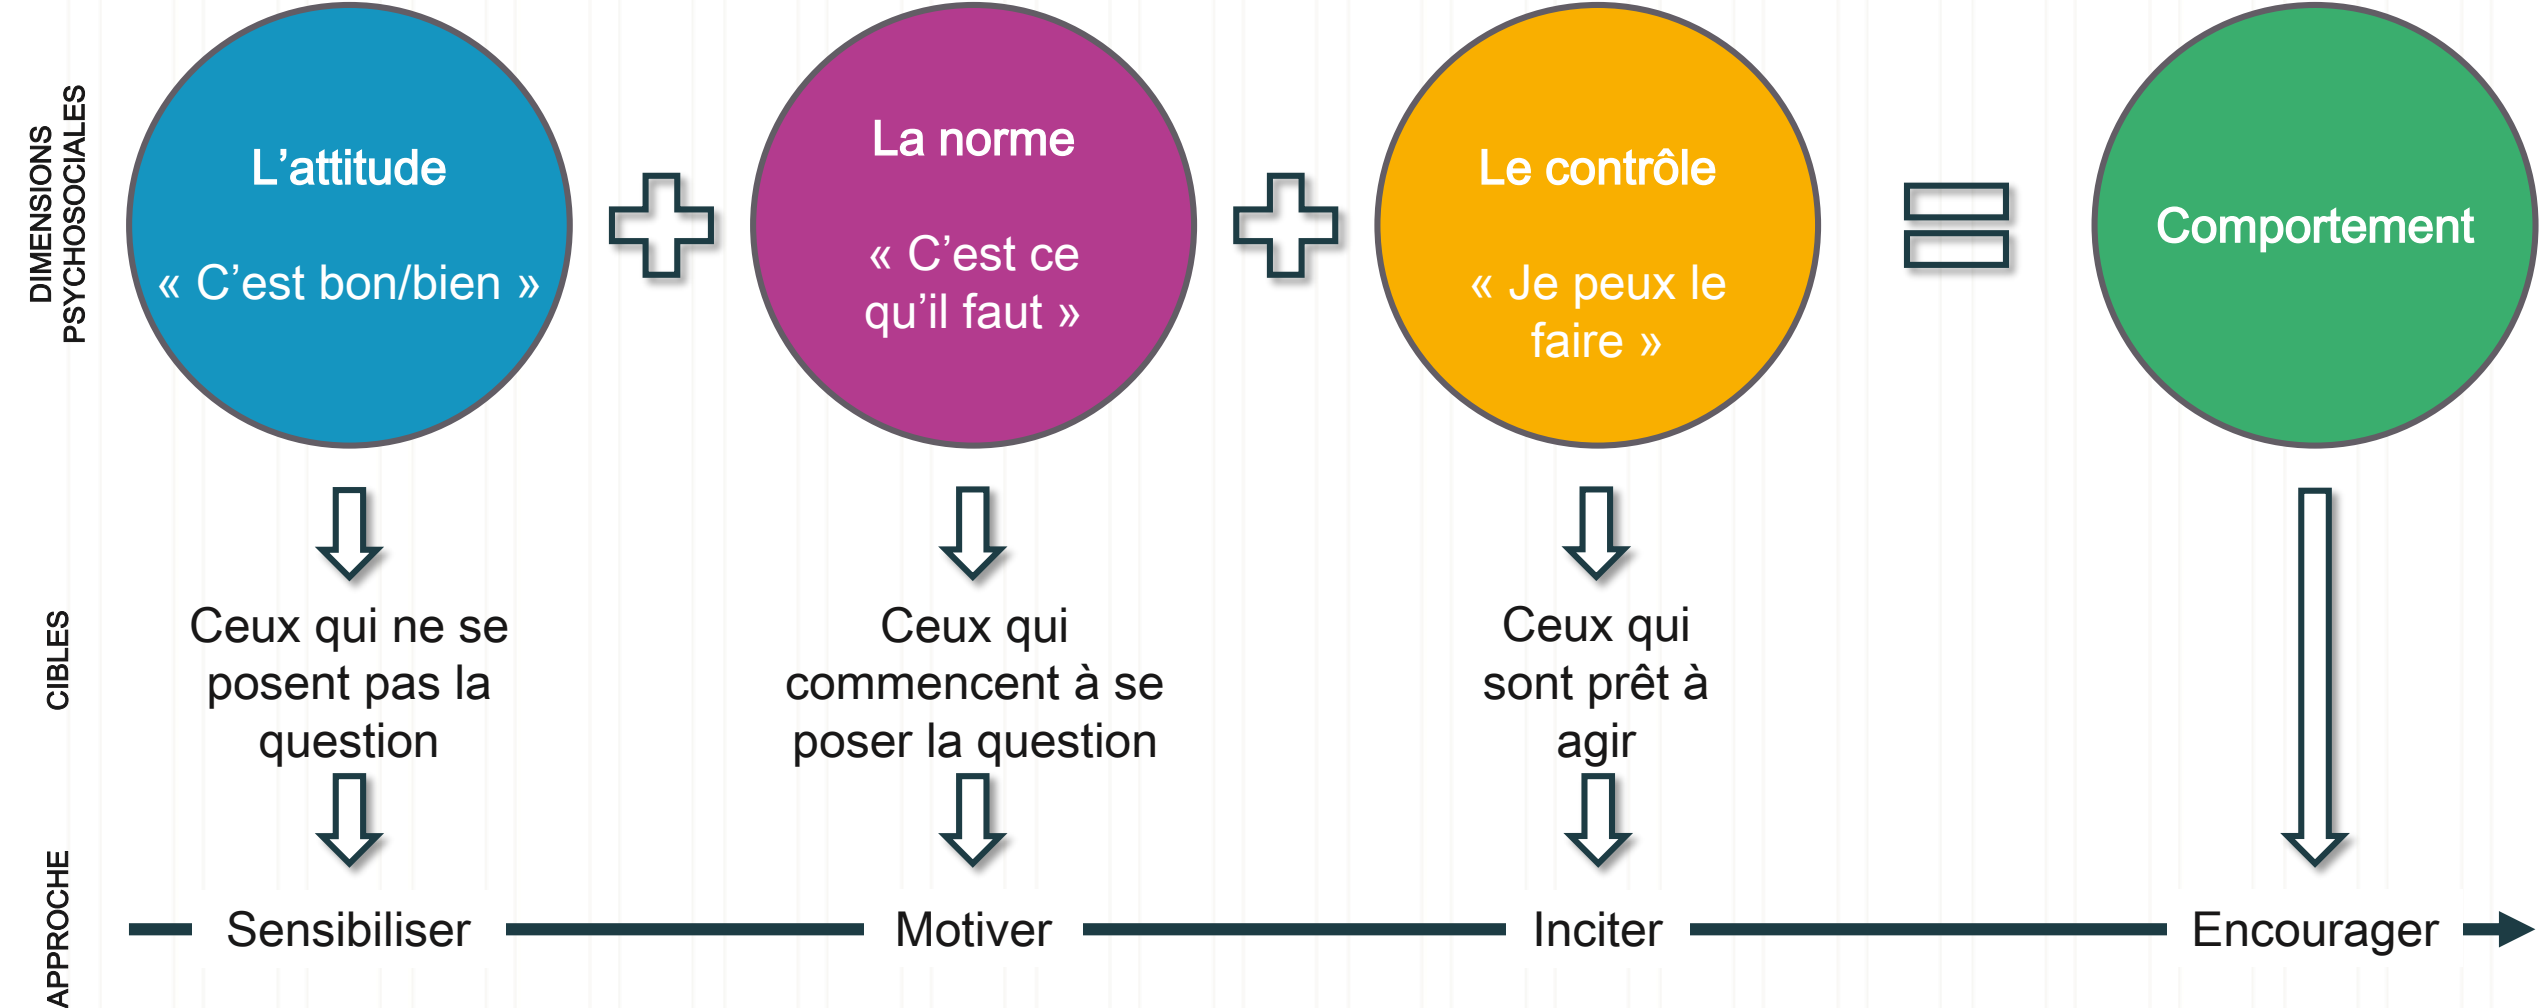 DIMENSIONS
PSYCHOSOCIALES
L’attitude
« C’est bon/bien »
La norme
« C’est ce
qu’il faut »
Le contrôle
« Je peux le
faire »
Comportement
CIBLES
Ceux qui ne se
posent pas la
question
Ceux qui
commencent à se
poser la question
Ceux qui
sont prêt à
agir
APPROCHE
Sensibiliser
Motiver
Inciter
Encourager